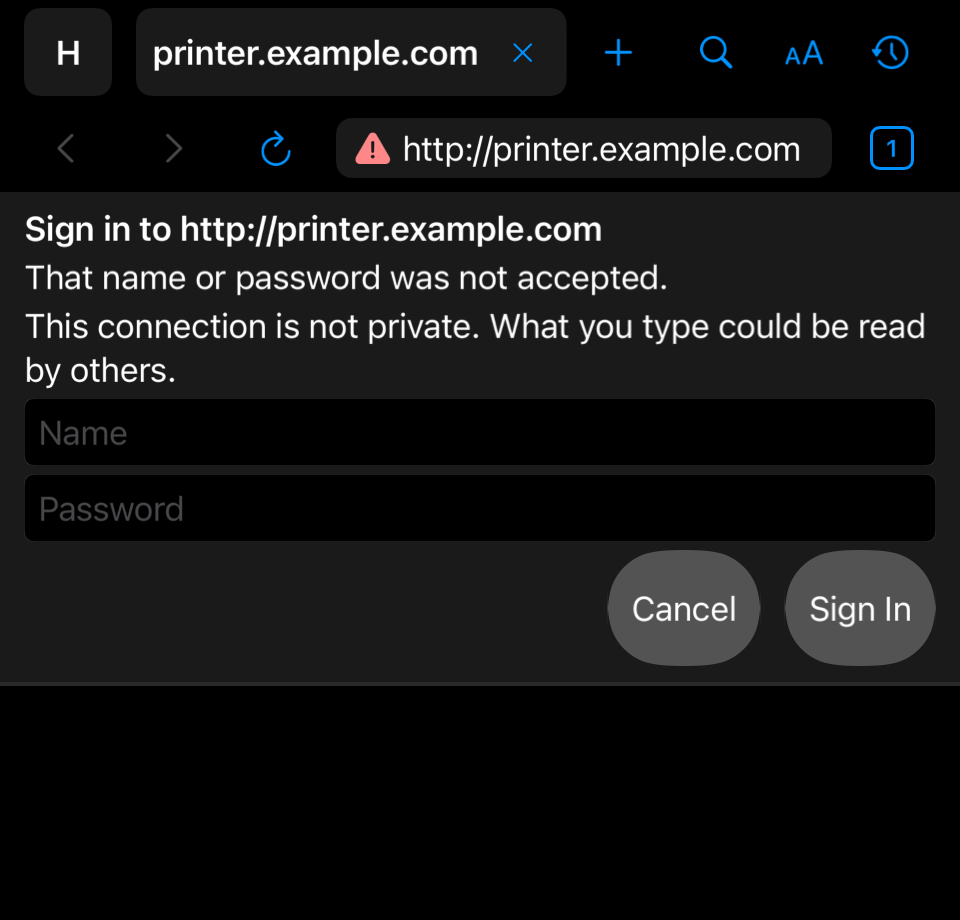 H
printer.example.com
AA
http://printer.example.com
1
Sign in to http://printer.example.com
That name or password was not accepted.
This connection is not private. What you type could be read
by others.
Name
Password
Cancel
Sign In